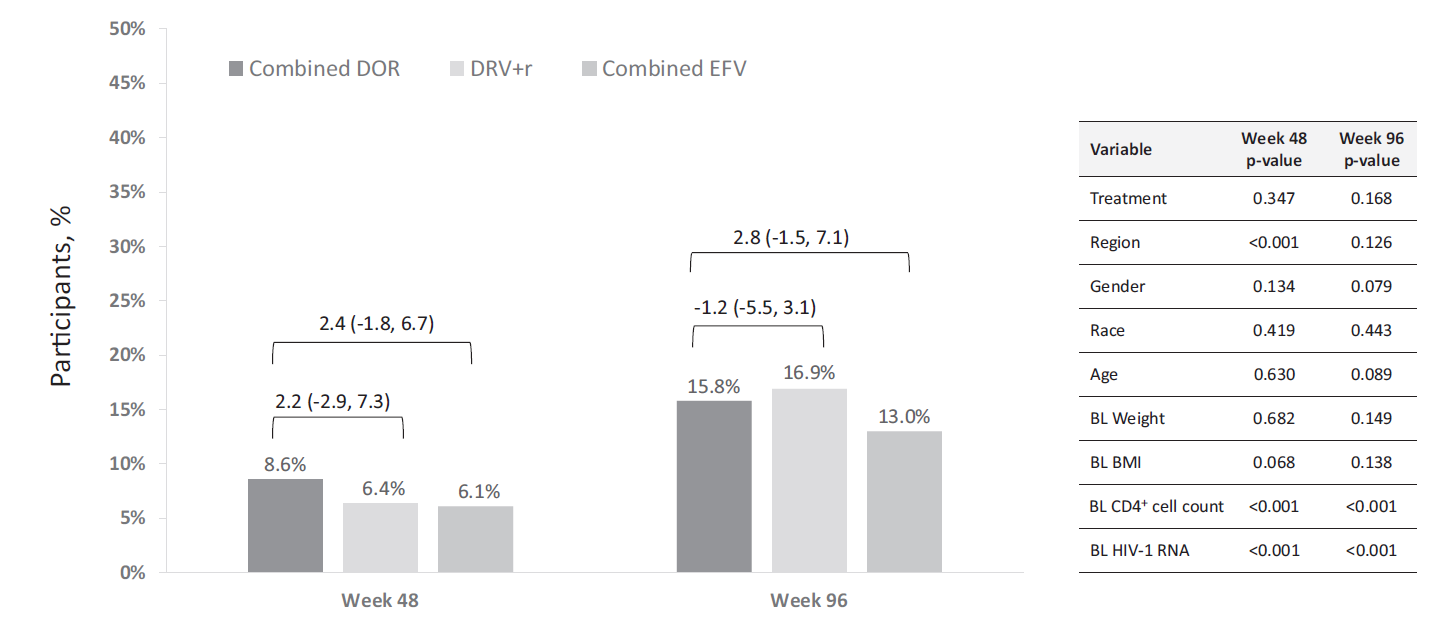 50%
45%
40%
35%
30%
25%
20%
15%
10%
5%
0%
Participants, %
Combined DOR DRV+r Combined EFV
2.4 (-1.8, 6.7)
2.2 (-2.9, 7.3)
8.6%
6.4%
6.1%
2.8 (-1.5, 7.1)
-1.2 (-5.5, 3.1)
15.8%
16.9%
13.0%
Week 48 Week 96
Variable Week 48 p-value Week 96 p-value
Treatment 0.347 0.168
Region <0.001 0.126
Gender 0.134 0.079
Race 0.419 0.443
Age 0.630 0.089
BL Weight 0.682 0.149
BL BMI 0.068 0.138
BL CD4⁺ cell count <0.001 <0.001
BL HIV-1 RNA <0.001 <0.001